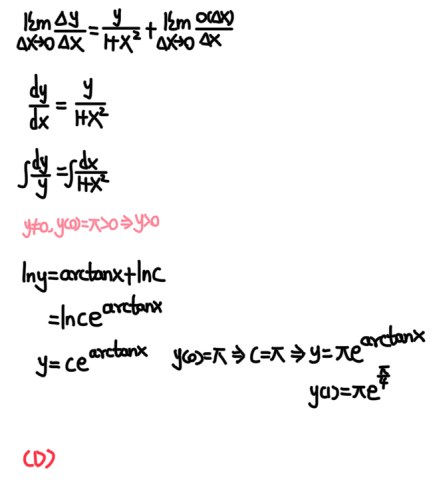 lim Δx→0 Δy/Δx = y/(1+x²) + lim Δx→0 o(Δx)/Δx
dy/dx = y/(1+x²)
∫dy/y = ∫dx/(1+x²)
y≠0, y(0)=π>0 ⇒ y>0
lny=arctanx+lnc
=lnce^arctanx
y=ce^arctanx y(0)=π ⇒ c=π ⇒ y=πe^arctanx
y(1)=πe^(π/4)
(D)